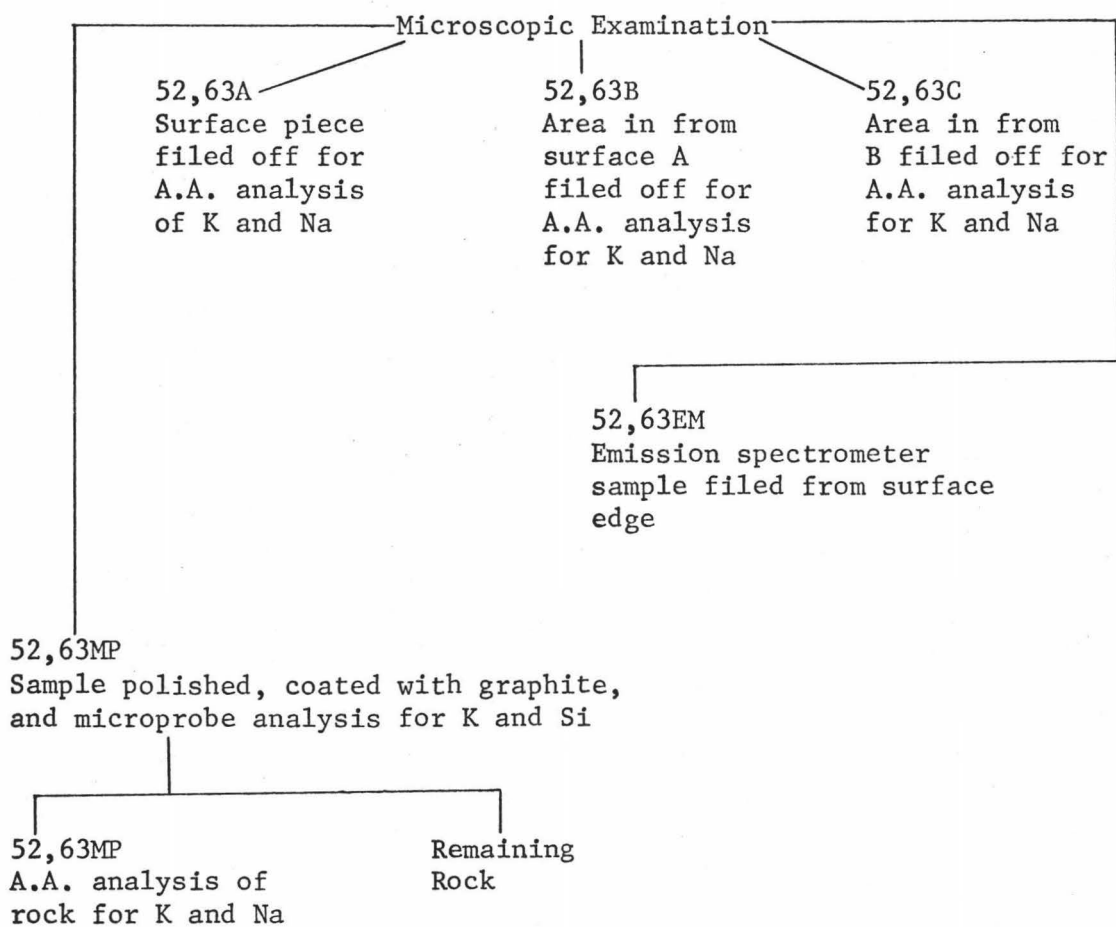 Microscopic Examination
52,63A
Surface piece
filed off for
A.A. analysis
of K and Na
52,63B
Area in from
surface A
filed off for
A.A. analysis
for K and Na
52,63C
Area in from
B filed off for
A.A. analysis
for K and Na
52,63EM
Emission spectrometer
sample filed from surface
edge
52,63MP
Sample polished, coated with graphite,
and microprobe analysis for K and Si
52,63MP
A.A. analysis of
rock for K and Na
Remaining
Rock